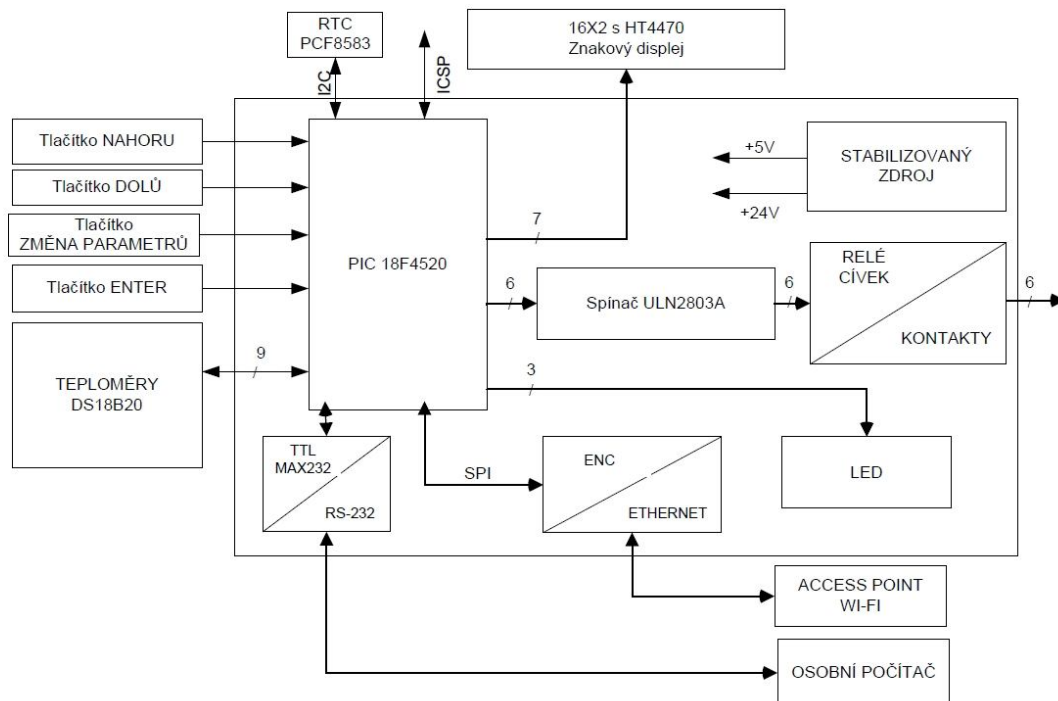 RTC
PCF8583
16X2 s HT4470
Znakový displej
I2C
ICSP
Tlačítko NAHORU
Tlačítko DOLŮ
Tlačítko
ZMĚNA PARAMETRŮ
Tlačítko ENTER
TEPLOMĚRY
DS18B20
9
PIC 18F4520
+5V
+24V
STABILIZOVANÝ
ZDROJ
7
6
Spínač ULN2803A
6
RELÉ
CÍVEK
KONTAKTY
6
3
LED
TTL
MAX232
RS-232
SPI
ENC
ETHERNET
ACCESS POINT
WI-FI
OSOBNÍ POČÍTAČ